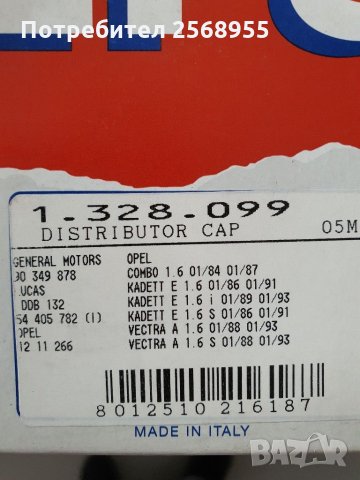 Потребител 2568955
1.328.099
DISTRIBUTOR CAP 05M
GENERAL MOTORS
90 349 878
LUCAS
DDB 132
54 405 782 (I)
OPEL
12 11 266
OPEL
COMBO 1.6 01/84 01/87
KADETT E 1.6 01/86 01/91
KADETT E 1.6 i 01/89 01/93
KADETT E 1.6 S 01/86 01/91
VECTRA A 1.6 01/88 01/93
VECTRA A 1.6 S 01/88 01/93
8 012510 216187
MADE IN ITALY
BAZAR